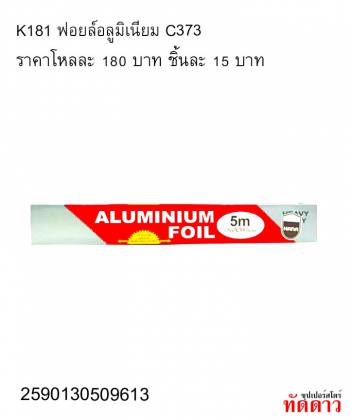 K181 ฟอยล์อลูมิเนียม C373
ราคาโหลละ 180 บาท ชิ้นละ 15 บาท
ALUMINIUM
FOIL
5m
HEAVY
2590130509613
ซุปเปอร์สโตร์
ทัดดาว